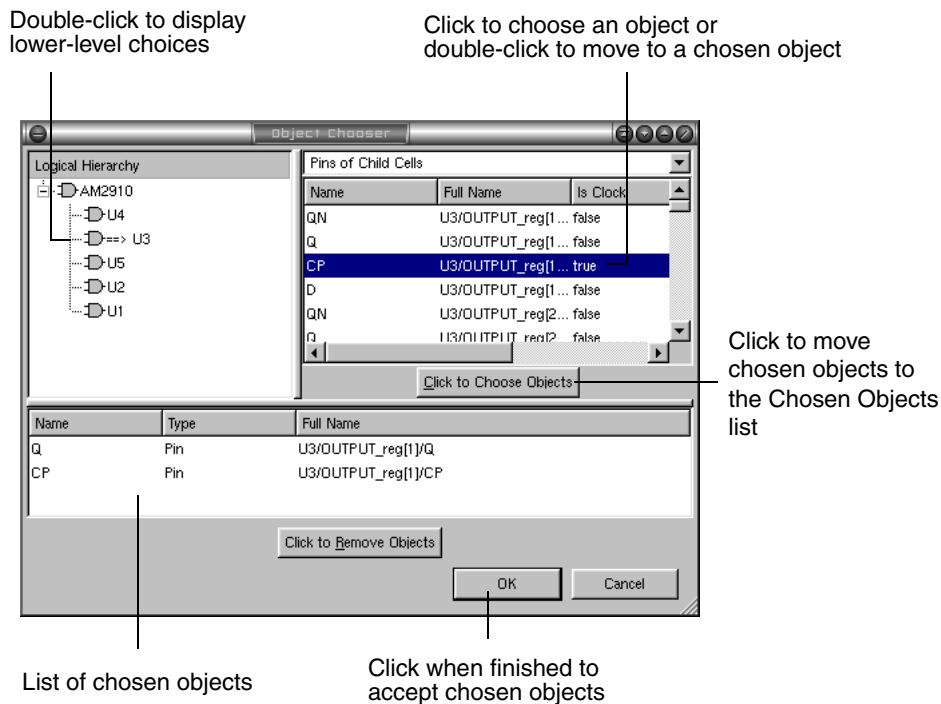 Double-click to display
lower-level choices
Click to choose an object or
double-click to move to a chosen object
Object Chooser
Logical Hierarchy
AM2910
U4
==> U3
U5
U2
U1
Pins of Child Cells
Name Full Name Is Clock
QN U3/OUTPUT_reg[1... false
Q U3/OUTPUT_reg[1... false
CP U3/OUTPUT_reg[1... true
D U3/OUTPUT_reg[1... false
QN U3/OUTPUT_reg[2... false
Q U3/OUTPUT_reg[2... false
Click to Choose Objects
Click to move
chosen objects to
the Chosen Objects
list
Name Type Full Name
Q Pin U3/OUTPUT_reg[1]/Q
CP Pin U3/OUTPUT_reg[1]/CP
Click to Remove Objects
OK Cancel
List of chosen objects
Click when finished to
accept chosen objects